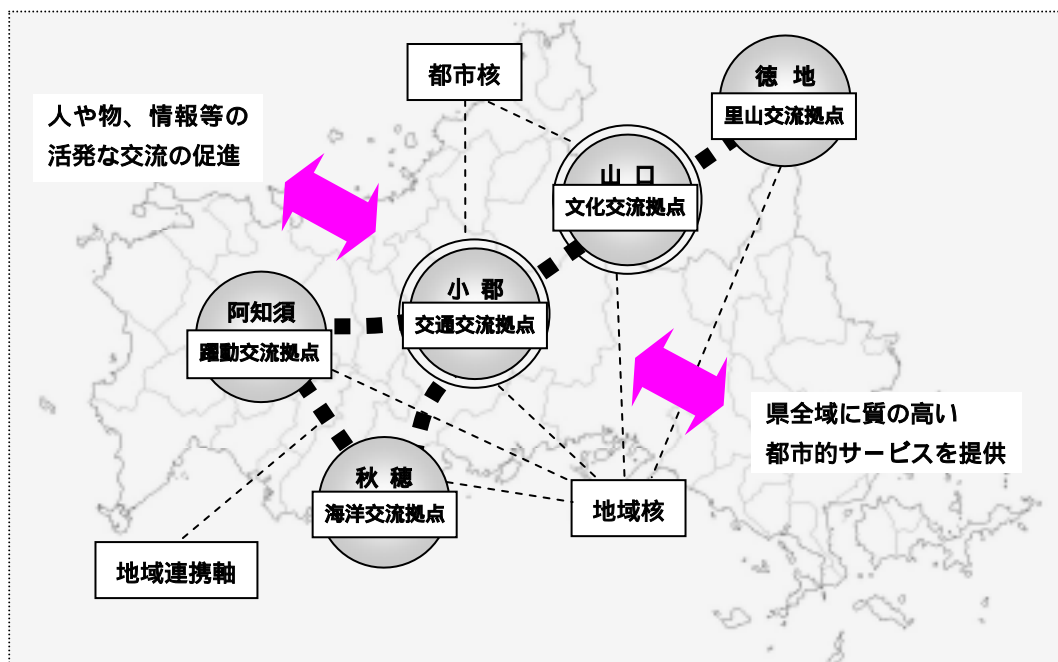 都市核
徳 地
里山交流拠点
人や物、情報等の
活発な交流の促進
山 口
文化交流拠点
小 郡
交通交流拠点
阿知須
躍動交流拠点
県全域に質の高い
都市的サービスを提供
秋 穂
海洋交流拠点
地域核
地域連携軸